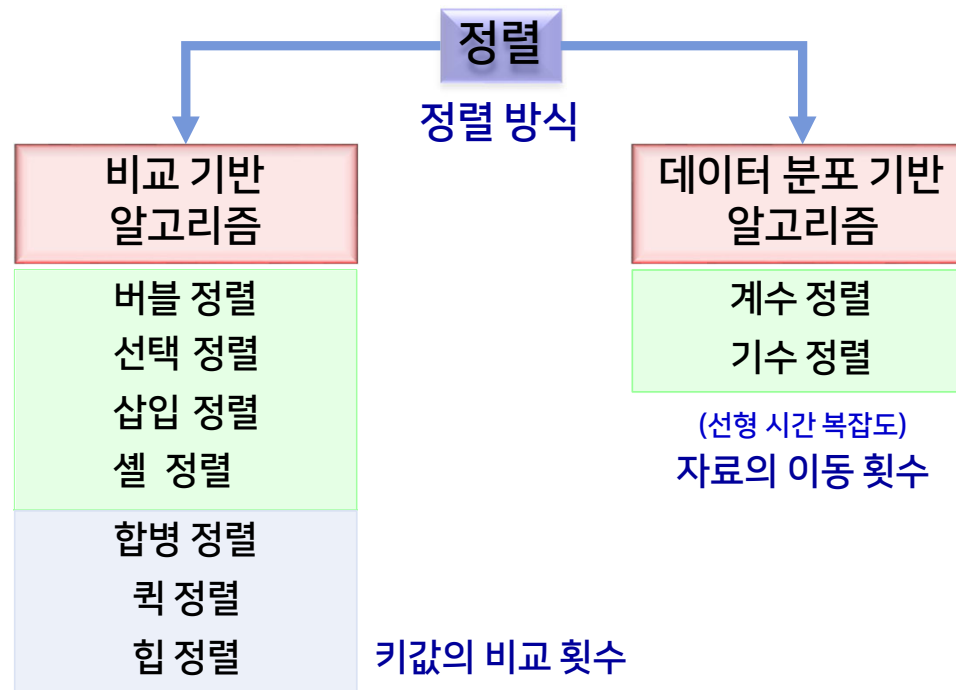 정렬
정렬 방식
비교 기반
알고리즘
버블 정렬
선택 정렬
삽입 정렬
셸 정렬
합병 정렬
퀵 정렬
힙 정렬
키값의 비교 횟수
데이터 분포 기반
알고리즘
계수 정렬
기수 정렬
(선형 시간 복잡도)
자료의 이동 횟수